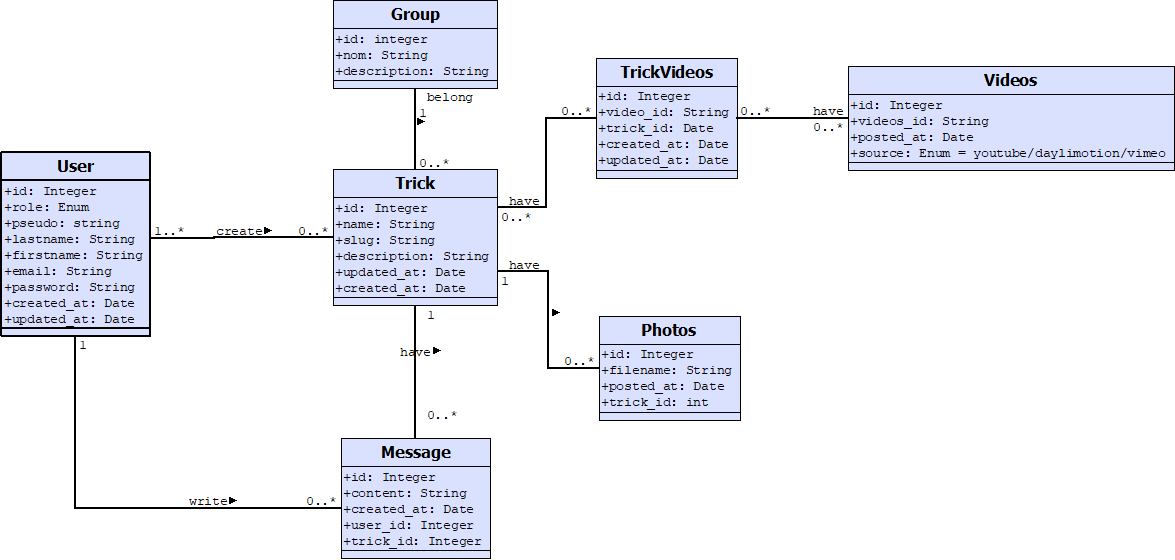 Group
+id: integer
+nom: String
+description: String
belong
1
0..*
TrickVideos
+id: Integer
+video_id: String
+trick_id: Date
+created_at: Date
+updated_at: Date
0..*
0..*
have
0..*
Videos
+id: Integer
+videos_id: String
+posted_at: Date
+source: Enum = youtube/daylimotion/vimeo
User
+id: Integer
+role: Enum
+pseudo: string
+lastname: String
+firstname: String
+email: String
+password: String
+created_at: Date
+updated_at: Date
1..*
create
0..*
Trick
+id: Integer
+name: String
+slug: String
+description: String
+updated_at: Date
+created_at: Date
have
0..*
have
1
0..*
Photos
+id: Integer
+filename: String
+posted_at: Date
+trick_id: int
1
have
0..*
1
write
0..*
Message
+id: Integer
+content: String
+created_at: Date
+user_id: Integer
+trick_id: Integer